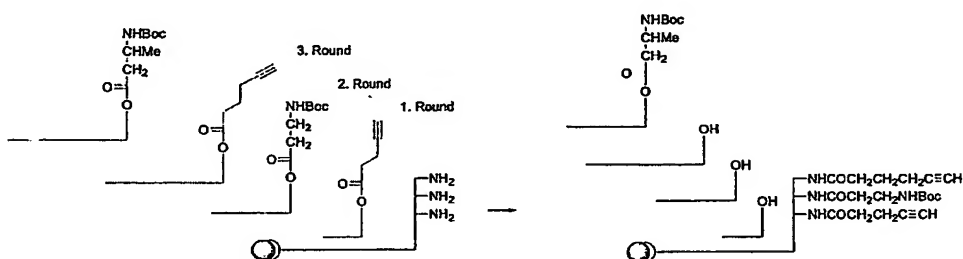 NHBoc
CHMe
CH2
O
O
3. Round
O
O
2. Round
NHBoc
CH2
CH2
O
O
1. Round
O
O
NH2
NH2
NH2
NHBoc
CHMe
CH2
O
O
OH
OH
OH
NHCOCH2CH2CH2C≡CH
NHCOCH2CH2NHBoc
NHCOCH2CH2C≡CH